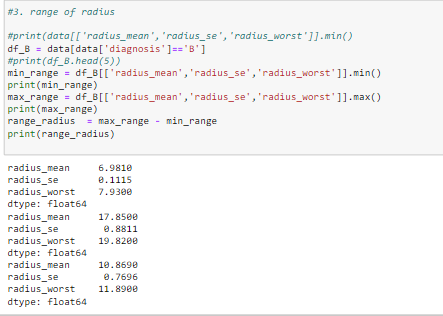 #3. range of radius
#print(data[['radius_mean','radius_se','radius_worst']].min()
df_B = data[data['diagnosis']=='B']
#print(df_B.head(5))
min_range = df_B[['radius_mean','radius_se','radius_worst']].min()
print(min_range)
max_range = df_B[['radius_mean','radius_se','radius_worst']].max()
print(max_range)
range_radius  = max_range - min_range
print(range_radius)
radius_mean     6.9810
radius_se       0.1115
radius_worst    7.9300
dtype: float64
radius_mean     17.8500
radius_se        0.8811
radius_worst    19.8200
dtype: float64
radius_mean     10.8690
radius_se        0.7696
radius_worst    11.8900
dtype: float64